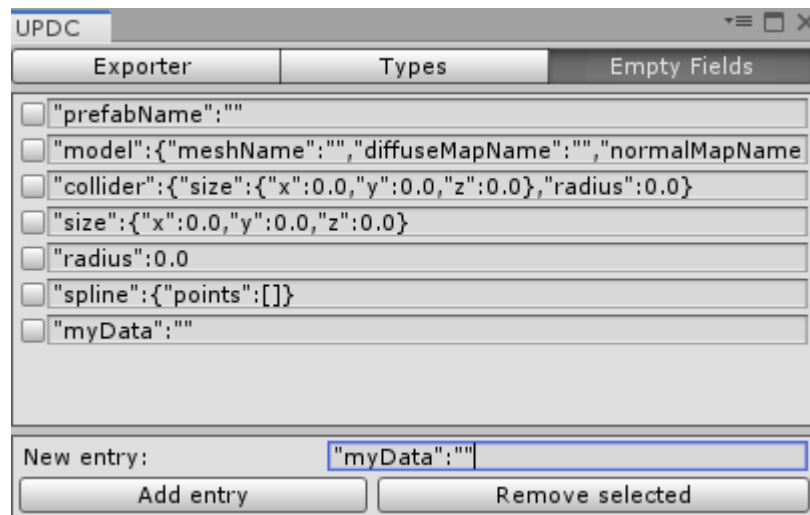 UPDC
Exporter Types Empty Fields
"prefabName":""
"model":{"meshName":"","diffuseMapName":"","normalMapName
"collider":{"size":{"x":0.0,"y":0.0,"z":0.0},"radius":0.0}
"size":{"x":0.0,"y":0.0,"z":0.0}
"radius":0.0
"spline":{"points":[]}
"myData":""
New entry: "myData":""
Add entry Remove selected